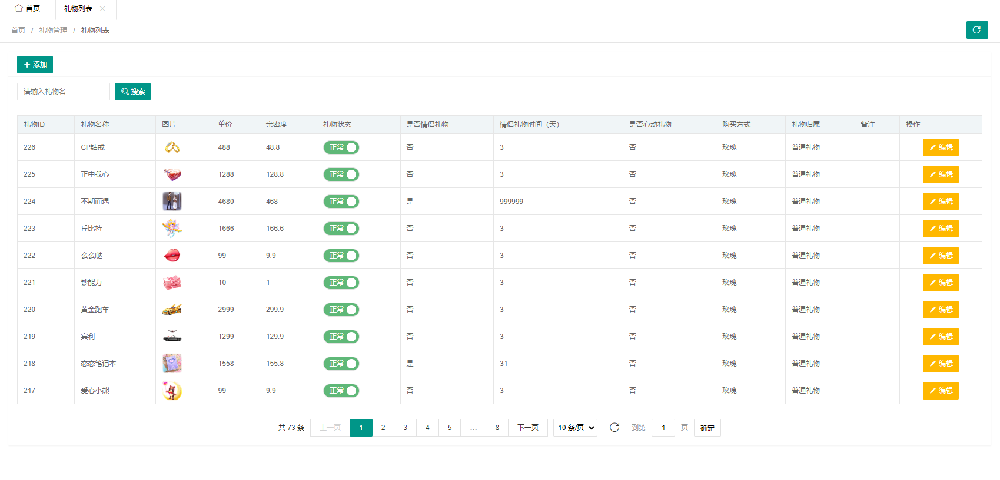 首页 礼物列表
首页 / 礼物管理 / 礼物列表
添加
请输入礼物名 搜索
礼物ID 礼物名称 图片 单价 亲密度 礼物状态 是否情侣礼物 情侣礼物时间（天） 是否心动礼物 购买方式 礼物归属 备注 操作
226 CP钻戒 488 48.8 正常 否 3 否 玫瑰 普通礼物 编辑
225 正中我心 1288 128.8 正常 否 3 否 玫瑰 普通礼物 编辑
224 不期而遇 4680 468 正常 是 999999 否 玫瑰 普通礼物 编辑
223 丘比特 1666 166.6 正常 否 3 否 玫瑰 普通礼物 编辑
222 么么哒 99 9.9 正常 否 3 否 玫瑰 普通礼物 编辑
221 钞能力 10 1 正常 否 3 否 玫瑰 普通礼物 编辑
220 黄金跑车 2999 299.9 正常 否 3 否 玫瑰 普通礼物 编辑
219 宾利 1299 129.9 正常 否 3 否 玫瑰 普通礼物 编辑
218 恋恋笔记本 1558 155.8 正常 是 31 否 玫瑰 普通礼物 编辑
217 爱心小熊 99 9.9 正常 否 3 否 玫瑰 普通礼物 编辑
共 73 条 上一页 1 2 3 4 5 … 8 下一页 10 条/页 到第 1 页 确定